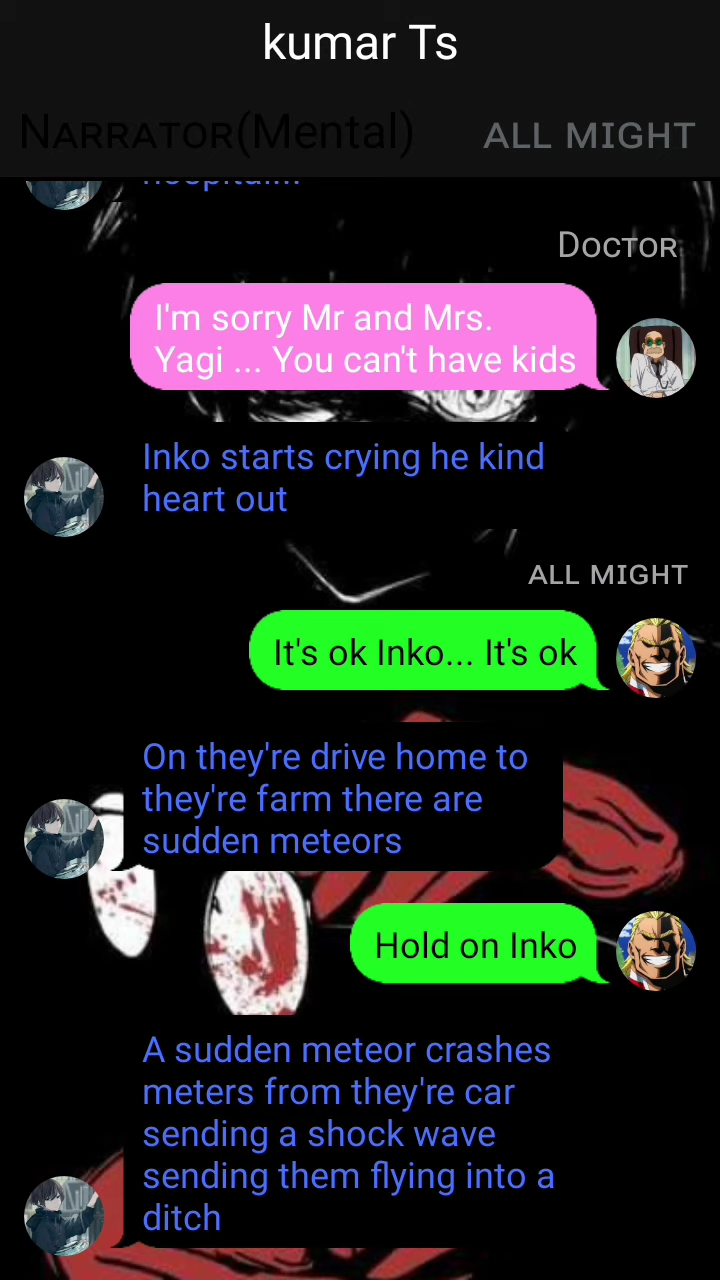 kumar Ts
NARRATOR(Mental) ALL MIGHT
DOCTOR
I'm sorry Mr and Mrs.
Yagi ... You can't have kids
Inko starts crying he kind
heart out
ALL MIGHT
It's ok Inko... It's ok
On they're drive home to
they're farm there are
sudden meteors
Hold on Inko
A sudden meteor crashes
meters from they're car
sending a shock wave
sending them flying into a
ditch